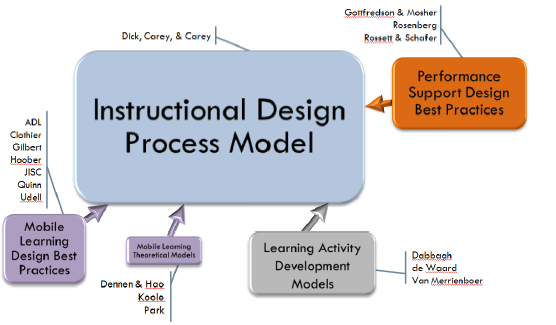 Gottfredson & Mosher
Rosenberg
Rossett & Schafer
Dick, Carey, & Carey
Instructional Design
Process Model
Performance
Support Design
Best Practices
ADL
Clothier
Gilbert
Hoober
JISC
Quinn
Udell
Mobile
Learning
Design Best
Practices
Mobile Learning
Theoretical Models
Dennen & Hao
Koole
Park
Learning Activity
Development
Models
Dabbagh
de Waard
Van Merrienboer